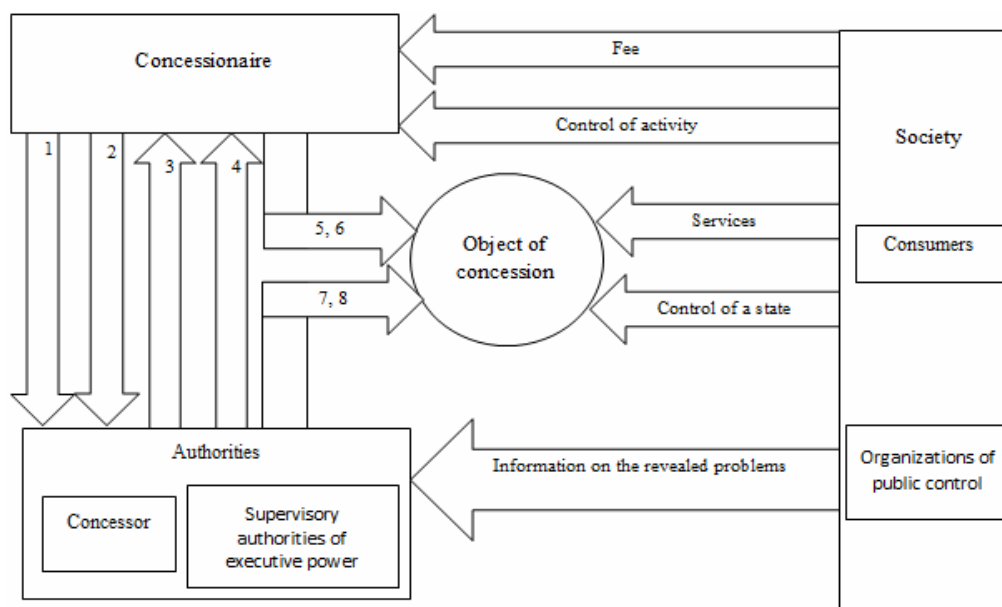 Concessionaire
Fee
Control of activity
Society
1
2
3
4
5, 6
7, 8
Object of
concession
Services
Consumers
Control of a state
Authorities
Concessor
Supervisory
authorities of
executive power
Information on the revealed problems
Organizations of
public control